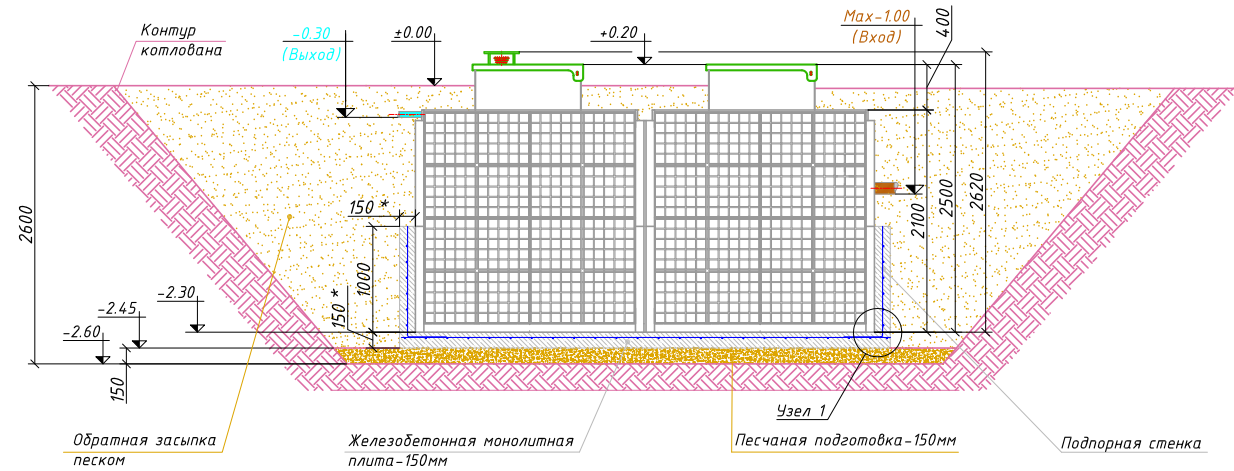 Контур
котлована
-0.30
(Выход)
±0.00
+0.20
Max-1.00
(Вход)
400
2600
150 *
1000
150 *
2100
2500
2620
-2.30
-2.45
-2.60
150
Узел 1
Обратная засыпка
песком
Железобетонная монолитная
плита-150мм
Песчаная подготовка-150мм
Подпорная стенка